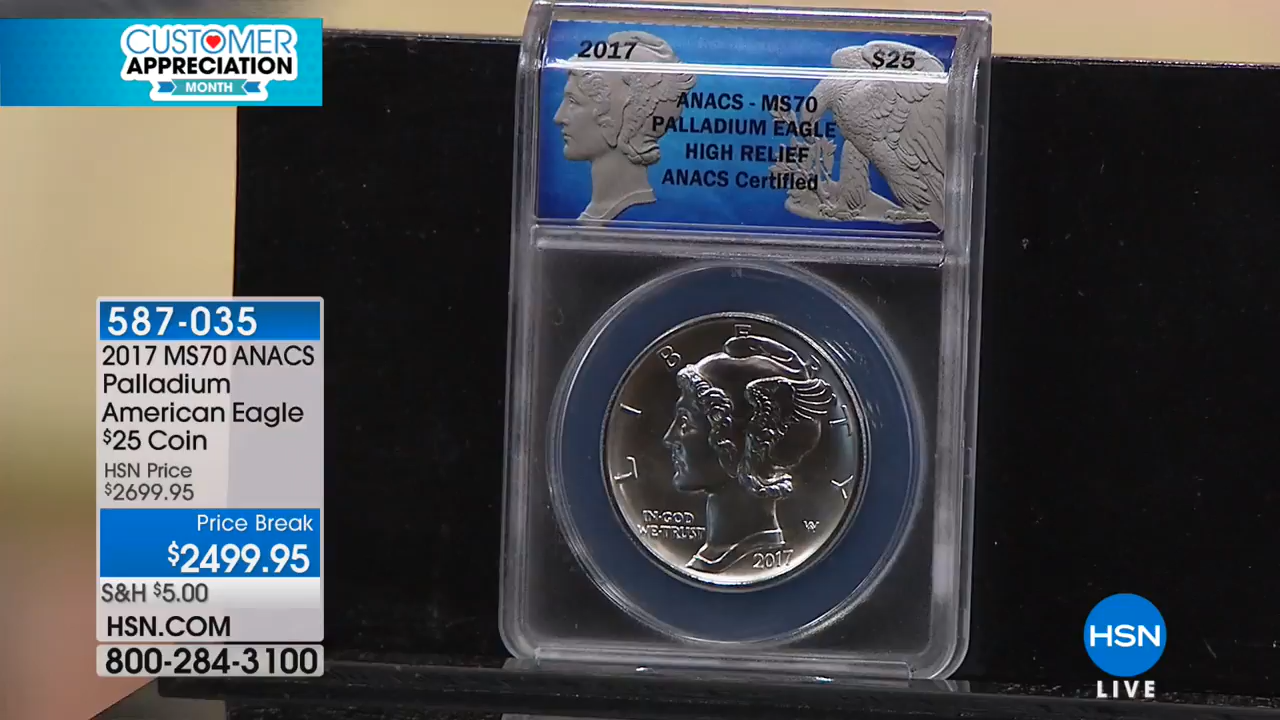 CUSTOMER
APPRECIATION
MONTH
2017 $25
ANACS - MS70
PALLADIUM EAGLE
HIGH RELIEF
ANACS Certified
LIBERTY
IN·GOD
WE·TRUST
W
2017
587-035
2017 MS70 ANACS
Palladium
American Eagle
$25 Coin
HSN Price
$2699.95
Price Break
$2499.95
S&H $5.00
HSN.COM
800-284-3100
HSN
LIVE